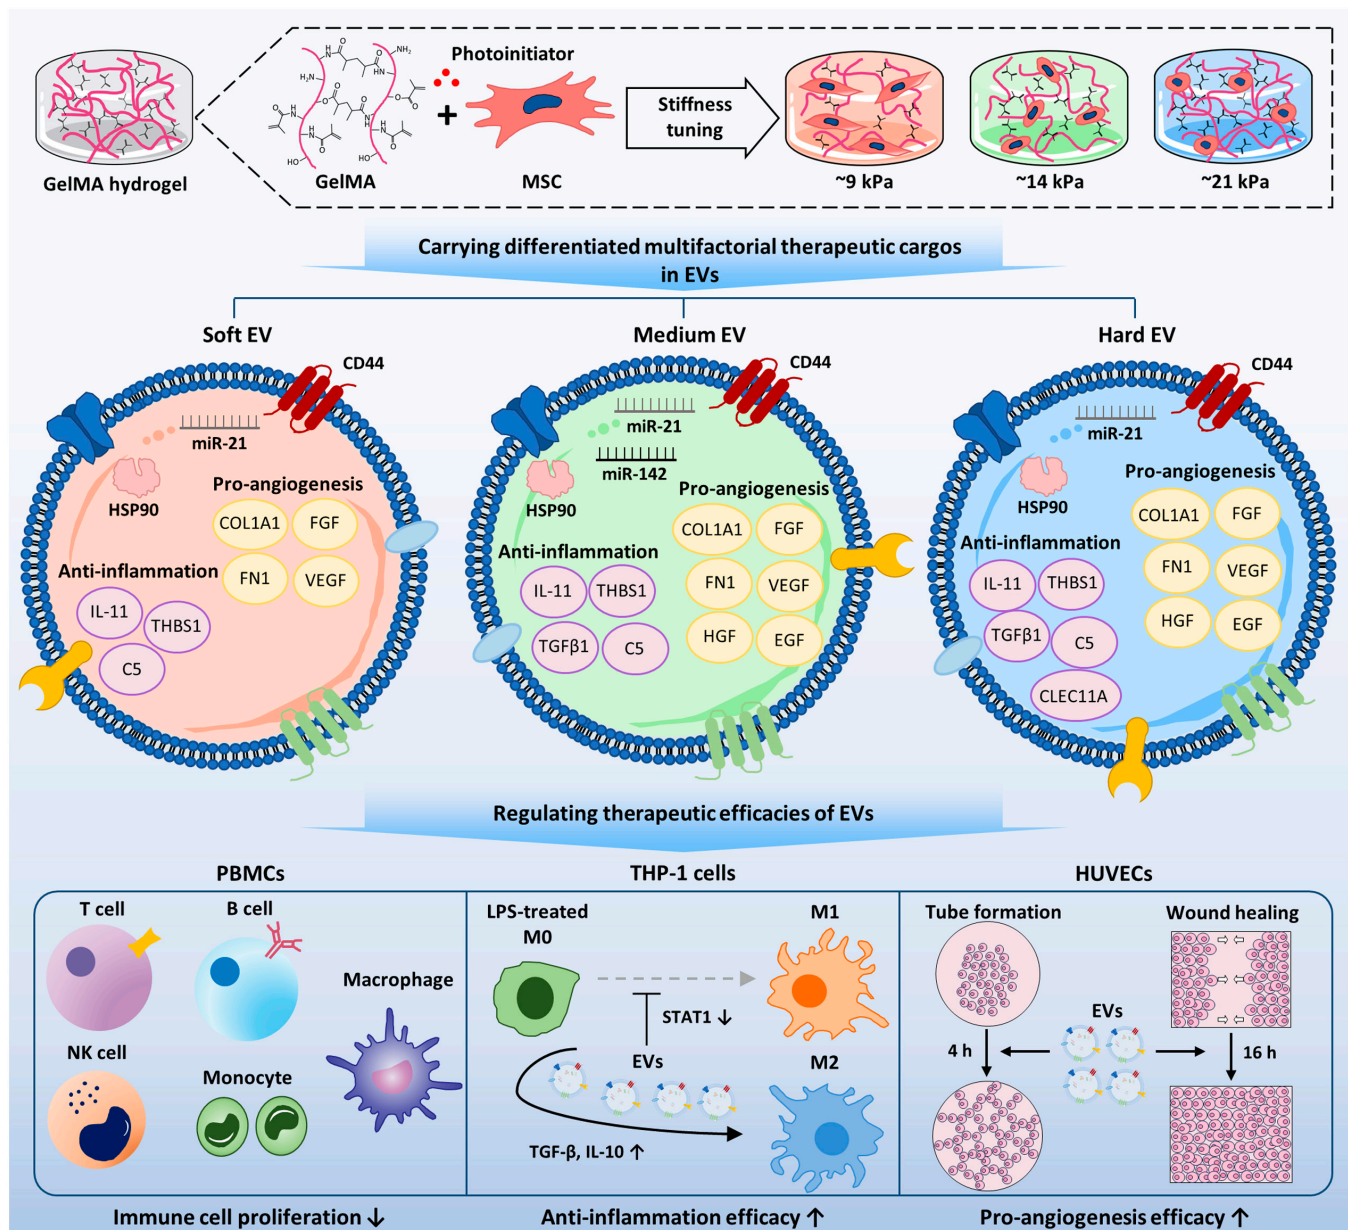 GelMA hydrogel
GelMA
Photoinitiator
+
MSC
Stiffness
tuning
~9 kPa
~14 kPa
~21 kPa
Carrying differentiated multifactorial therapeutic cargos
in EVs
Soft EV
CD44
miR-21
HSP90
Pro-angiogenesis
COL1A1
FGF
FN1
VEGF
Anti-inflammation
IL-11
THBS1
C5
Medium EV
CD44
miR-21
miR-142
HSP90
Pro-angiogenesis
COL1A1
FGF
FN1
VEGF
HGF
EGF
Anti-inflammation
IL-11
THBS1
TGFβ1
C5
Hard EV
CD44
miR-21
HSP90
Pro-angiogenesis
COL1A1
FGF
FN1
VEGF
HGF
EGF
Anti-inflammation
IL-11
THBS1
TGFβ1
C5
CLEC11A
Regulating therapeutic efficacies of EVs
PBMCs
T cell
B cell
Macrophage
NK cell
Monocyte
Immune cell proliferation ↓
THP-1 cells
LPS-treated
M0
M1
STAT1 ↓
EVs
M2
TGF-β, IL-10 ↑
Anti-inflammation efficacy ↑
HUVECs
Tube formation
Wound healing
EVs
4 h
16 h
Pro-angiogenesis efficacy ↑